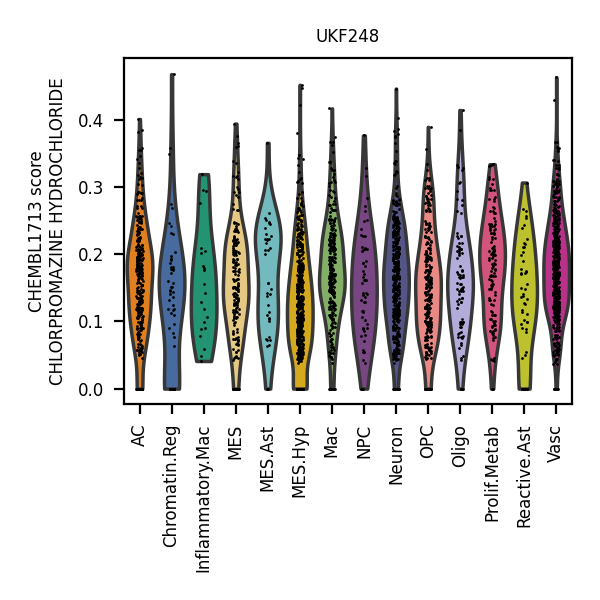 UKF248
CHEMBL1713 score
CHLORPROMAZINE HYDROCHLORIDE
0.4
0.3
0.2
0.1
0.0
AC
Chromatin.Reg
Inflammatory.Mac
MES
MES.Ast
MES.Hyp
Mac
NPC
Neuron
OPC
Oligo
Prolif.Metab
Reactive.Ast
Vasc